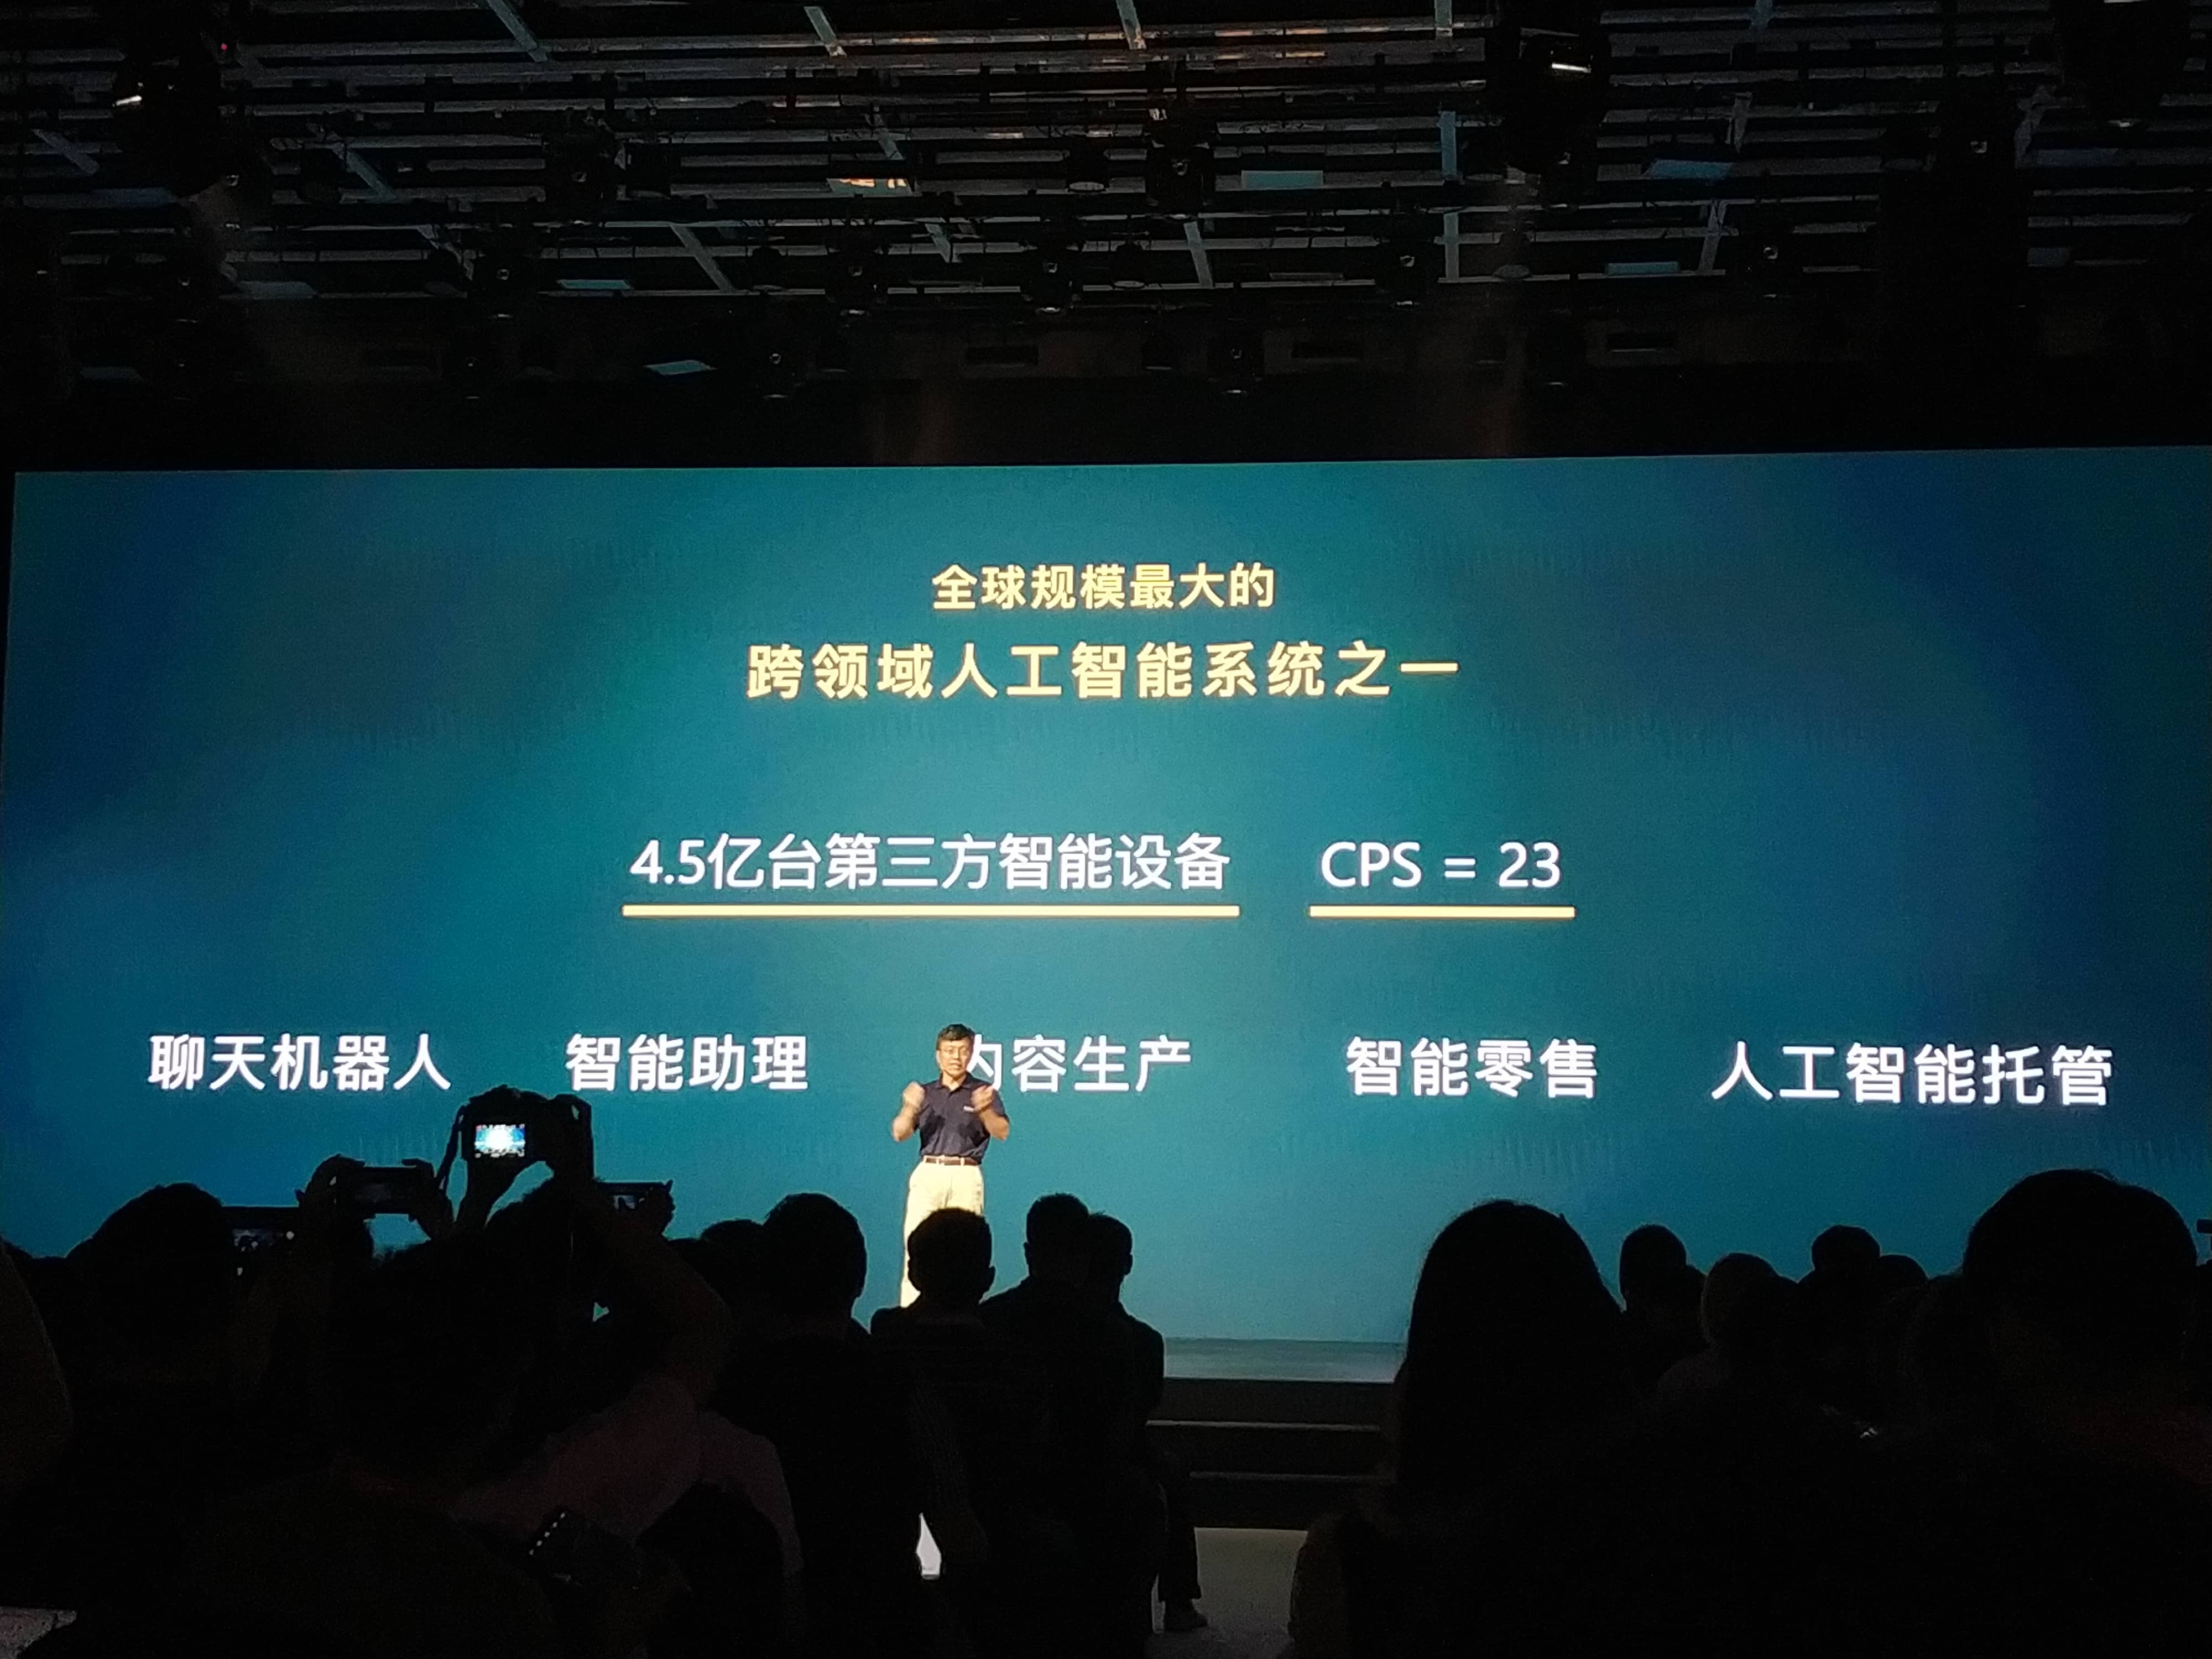 全球规模最大的
跨领域人工智能系统之一
4.5亿台第三方智能设备 CPS = 23
聊天机器人 智能助理 内容生产 智能零售 人工智能托管